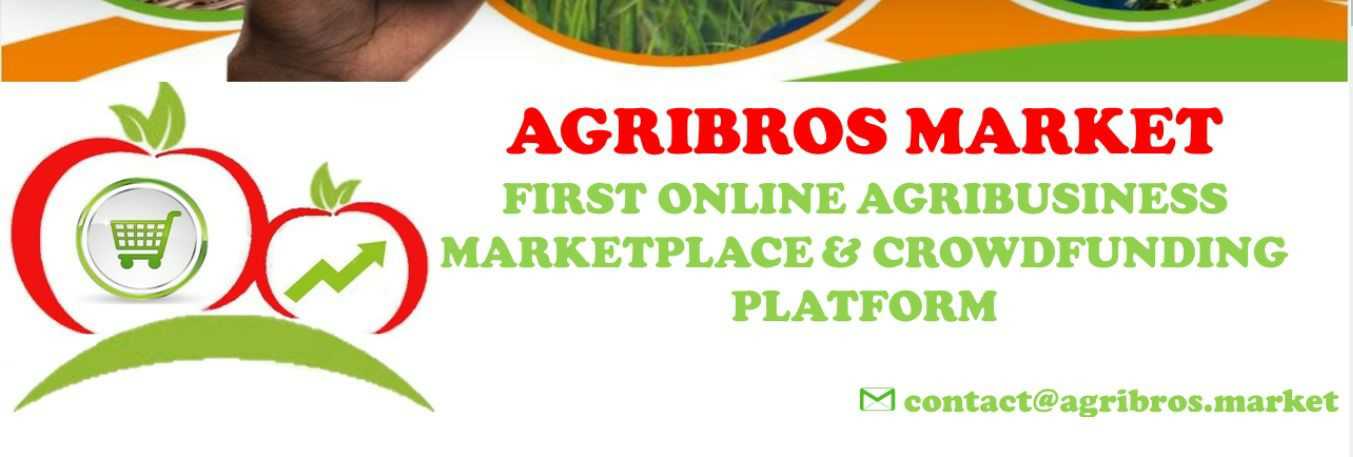 AGRIBROS MARKET
FIRST ONLINE AGRIBUSINESS
MARKETPLACE & CROWDFUNDING
PLATFORM
contact@agribros.market